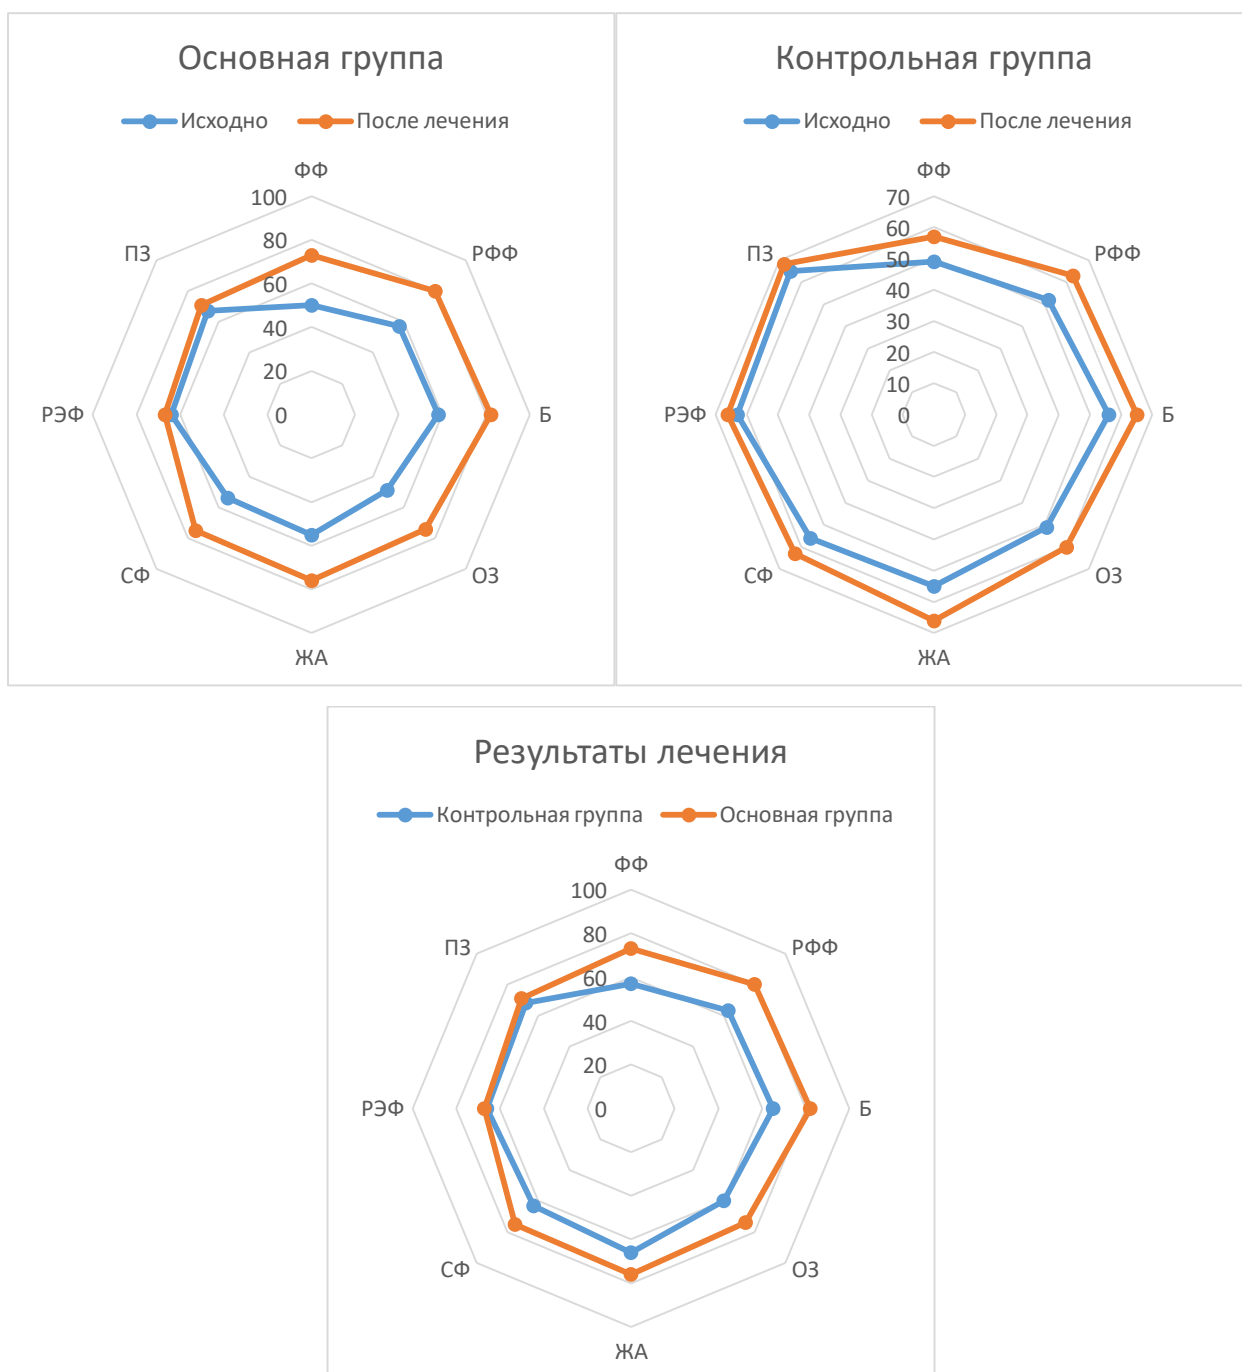 Основная группа
Исходно После лечения
ФФ
100
РФФ
ПЗ
80
60
40
20
РЭФ
0
Б
СФ
ОЗ
ЖА
Контрольная группа
Исходно После лечения
ФФ
70
РФФ
ПЗ
60
50
40
30
20
10
РЭФ
0
Б
СФ
ОЗ
ЖА
Результаты лечения
Контрольная группа Основная группа
ФФ
100
ПЗ
РФФ
80
60
40
20
РЭФ
0
Б
СФ
ОЗ
ЖА